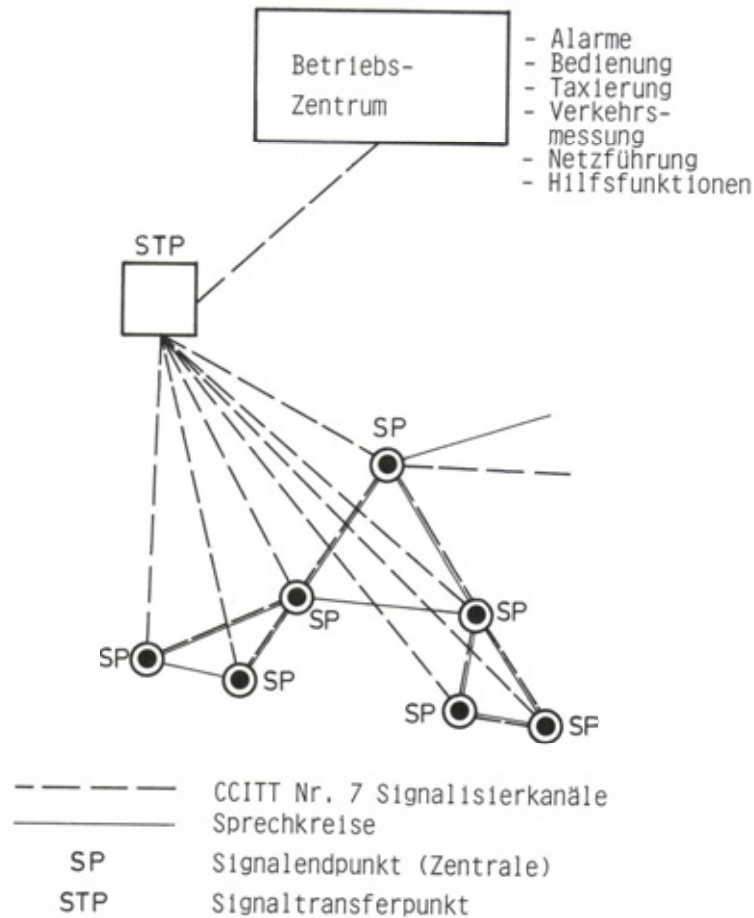 Betriebs-
Zentrum
- Alarme
- Bedienung
- Taxierung
- Verkehrs-
messung
- Netzführung
- Hilfsfunktionen
STP
SP
SP
SP
SP
SP
SP
SP
CCITT Nr. 7 Signalisierkanäle
Sprechkreise
SP Signalendpunkt (Zentrale)
STP Signaltransferpunkt